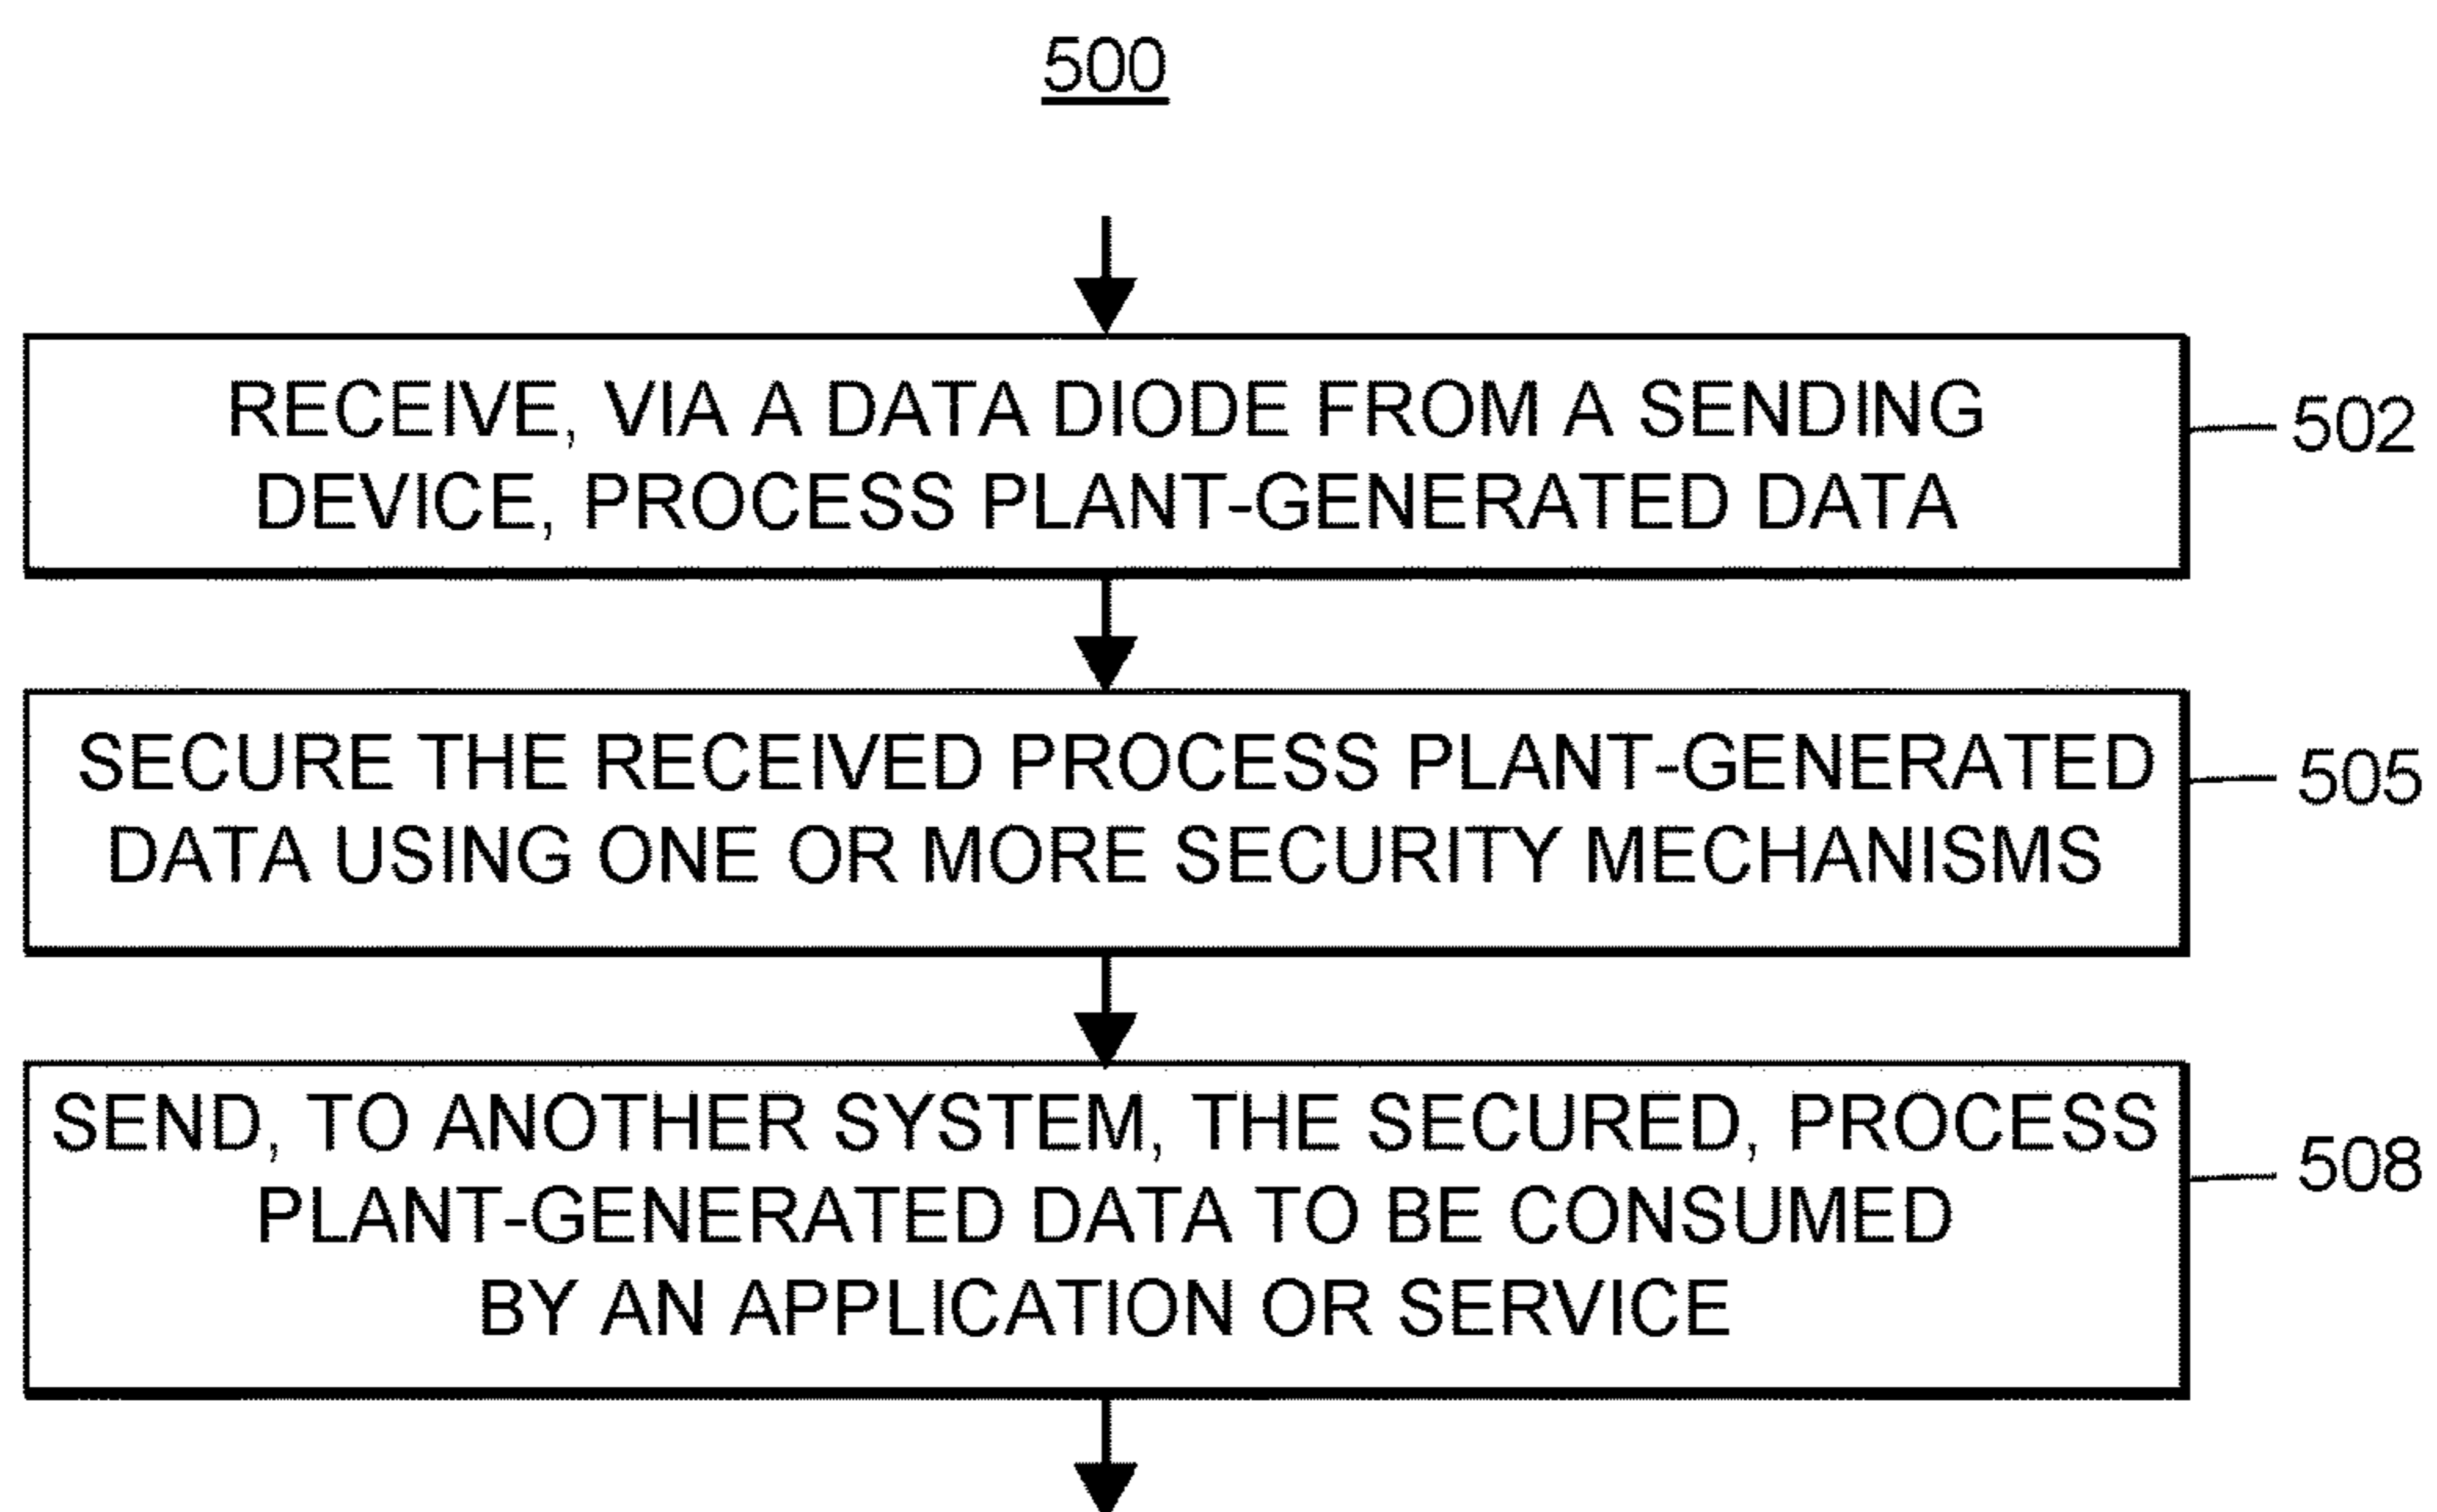 500
RECEIVE, VIA A DATA DIODE FROM A SENDING
DEVICE, PROCESS PLANT-GENERATED DATA
502
SECURE THE RECEIVED PROCESS PLANT-GENERATED
DATA USING ONE OR MORE SECURITY MECHANISMS
505
SEND, TO ANOTHER SYSTEM, THE SECURED, PROCESS
PLANT-GENERATED DATA TO BE CONSUMED
BY AN APPLICATION OR SERVICE
508